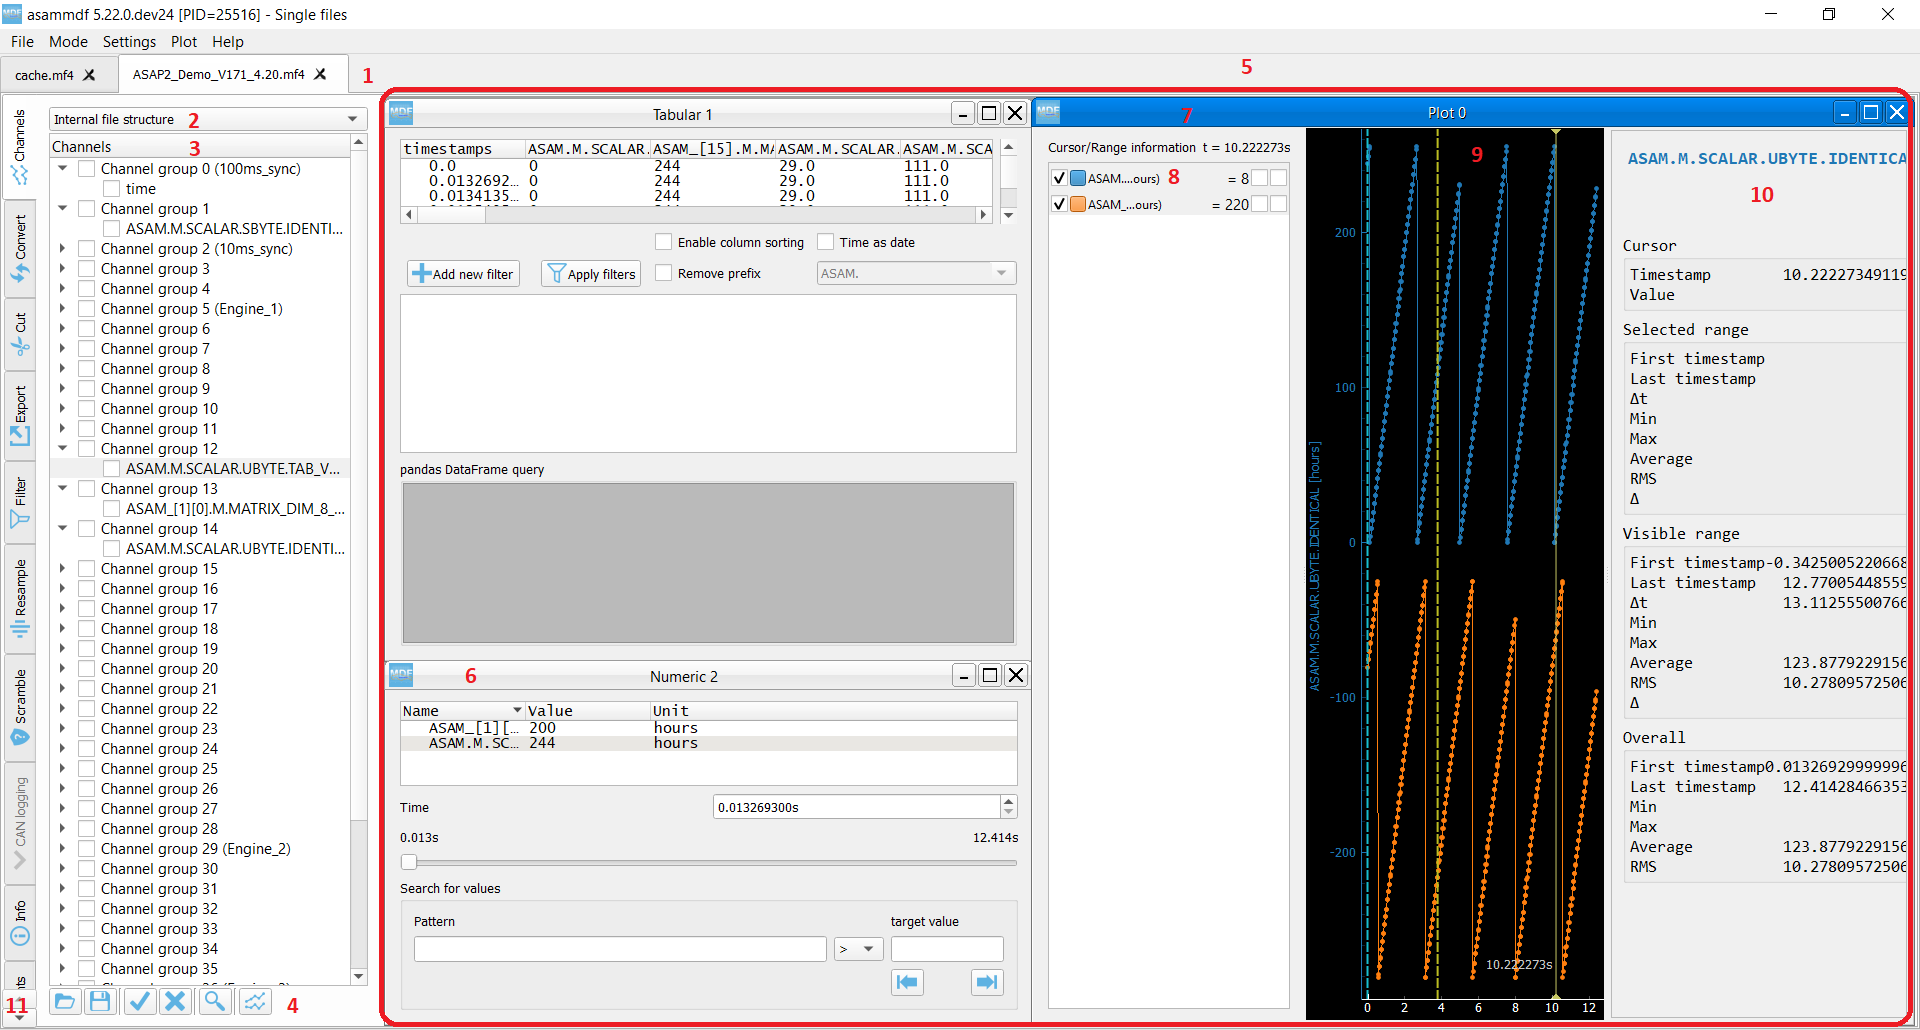 asammdf 5.22.0.dev24 [PID=25516] - Single files
File Mode Settings Plot Help
cache.mf4
ASAP2_Demo_V171_4.20.mf4
1
5
Channels
Convert
Cut
Export
Filter
Resample
Scramble
CAN logging
Info
nts
11
Internal file structure 2
Channels 3
Channel group 0 (100ms_sync)
time
Channel group 1
ASAM.M.SCALAR.SBYTE.IDENTI...
Channel group 2 (10ms_sync)
Channel group 3
Channel group 4
Channel group 5 (Engine_1)
Channel group 6
Channel group 7
Channel group 8
Channel group 9
Channel group 10
Channel group 11
Channel group 12
ASAM.M.SCALAR.UBYTE.TAB_V...
Channel group 13
ASAM_[1][0].M.MATRIX_DIM_8_...
Channel group 14
ASAM.M.SCALAR.UBYTE.IDENTI...
Channel group 15
Channel group 16
Channel group 17
Channel group 18
Channel group 19
Channel group 20
Channel group 21
Channel group 22
Channel group 23
Channel group 24
Channel group 25
Channel group 26
Channel group 27
Channel group 28
Channel group 29 (Engine_2)
Channel group 30
Channel group 31
Channel group 32
Channel group 33
Channel group 34
Channel group 35
4
MDF Tabular 1
timestamps ASAM.M.SCALAR. ASAM_[15].M.MA ASAM.M.SCALAR. ASAM.M.SCA
0.0 0 244 29.0 111.0
0.0132692... 0 244 29.0 111.0
0.0134135... 0 244 29.0 111.0
Enable column sorting Time as date
Add new filter Apply filters Remove prefix ASAM.
pandas DataFrame query
MDF 6 Numeric 2
Name Value Unit
ASAM_[1][... 200 hours
ASAM.M.SC... 244 hours
Time 0.013269300s
0.013s 12.414s
Search for values
Pattern target value
>
MDF 7 Plot 0
Cursor/Range information t = 10.222273s
ASAM....ours) 8 = 8
ASAM_...ours) = 220
9
ASAM.M.SCALAR.UBYTE.IDENTICAL [hours]
200
100
0
-100
-200
10.222273s
0 2 4 6 8 10 12
ASAM.M.SCALAR.UBYTE.IDENTICA
10
Cursor
Timestamp 10.22227349119
Value
Selected range
First timestamp
Last timestamp
Δt
Min
Max
Average
RMS
Δ
Visible range
First timestamp-0.3425005220668
Last timestamp 12.77005448559
Δt 13.11255500766
Min
Max
Average 123.8779229156
RMS 10.27809572506
Δ
Overall
First timestamp0.01326929999996
Last timestamp 12.41428466353
Min
Max
Average 123.8779229156
RMS 10.27809572506